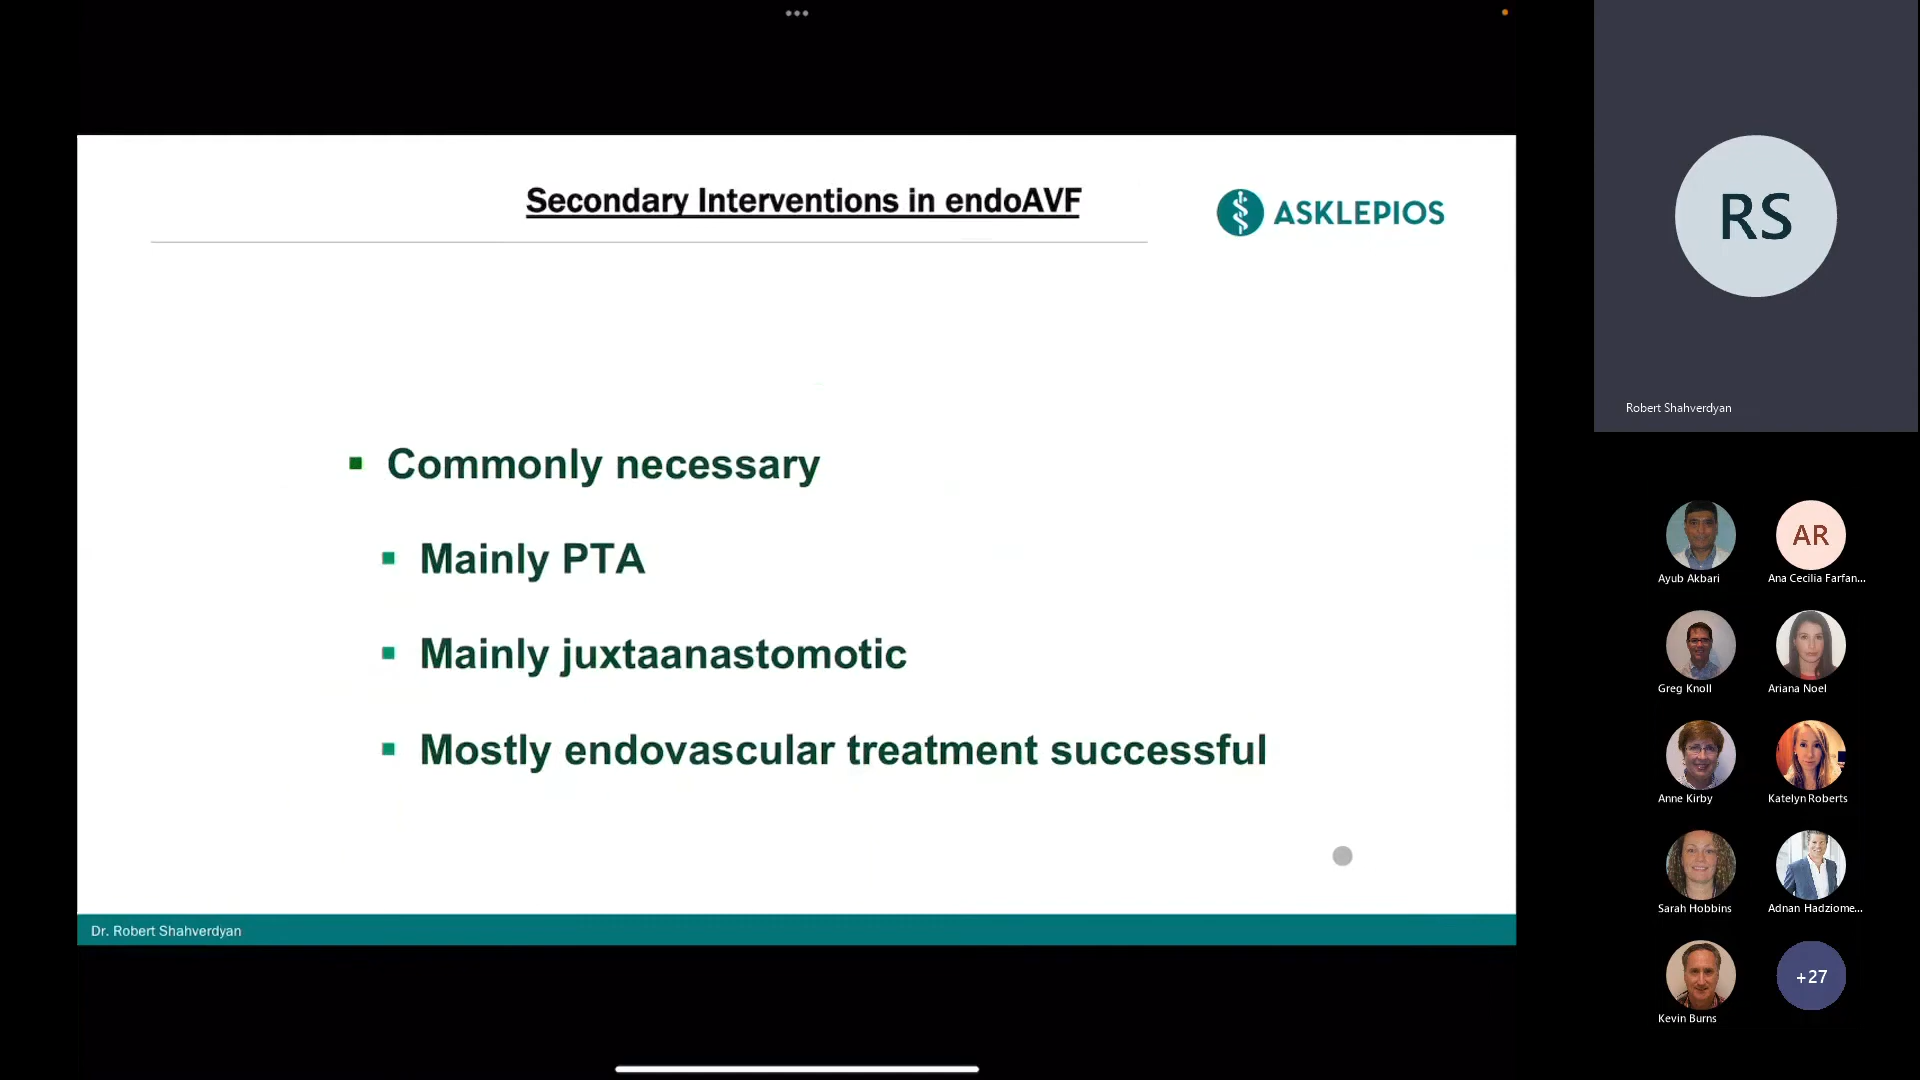 Secondary Interventions in endoAVF
ASKLEPIOS
Commonly necessary
Mainly PTA
Mainly juxtaanastomotic
Mostly endovascular treatment successful
Dr. Robert Shahverdyan
RS
Robert Shahverdyan
AR
Ayub Akbari
Ana Cecilia Farfan...
Greg Knoll
Ariana Noel
Anne Kirby
Katelyn Roberts
Sarah Hobbins
Adnan Hadziome...
+27
Kevin Burns